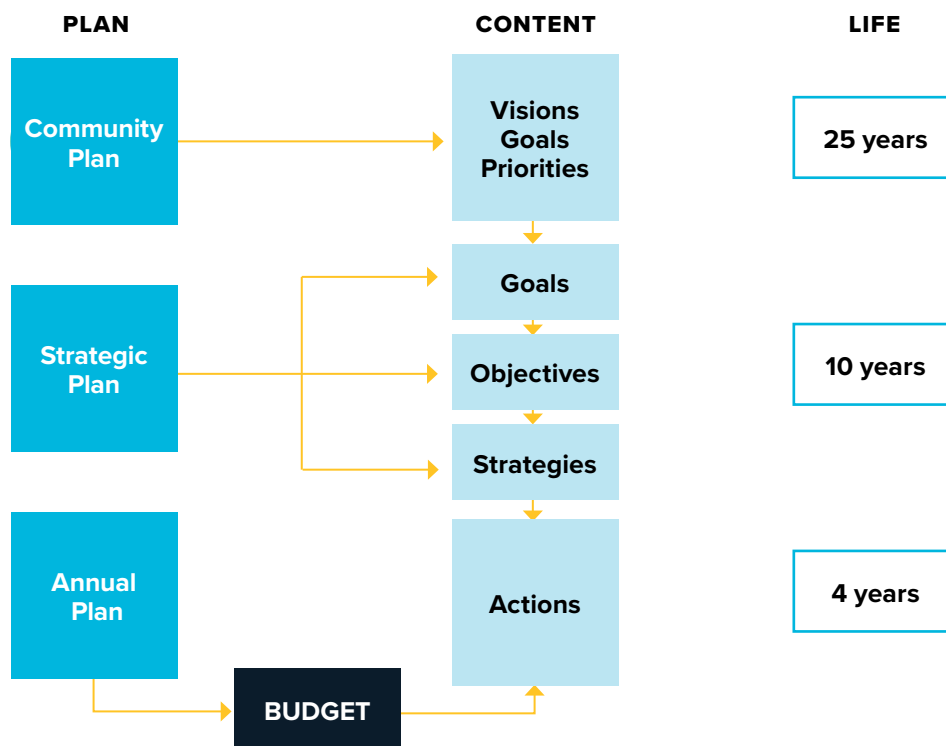 PLAN
CONTENT
LIFE
Community
Plan
Visions
Goals
Priorities
25 years
Goals
Strategic
Plan
Objectives
10 years
Strategies
Annual
Plan
Actions
4 years
BUDGET